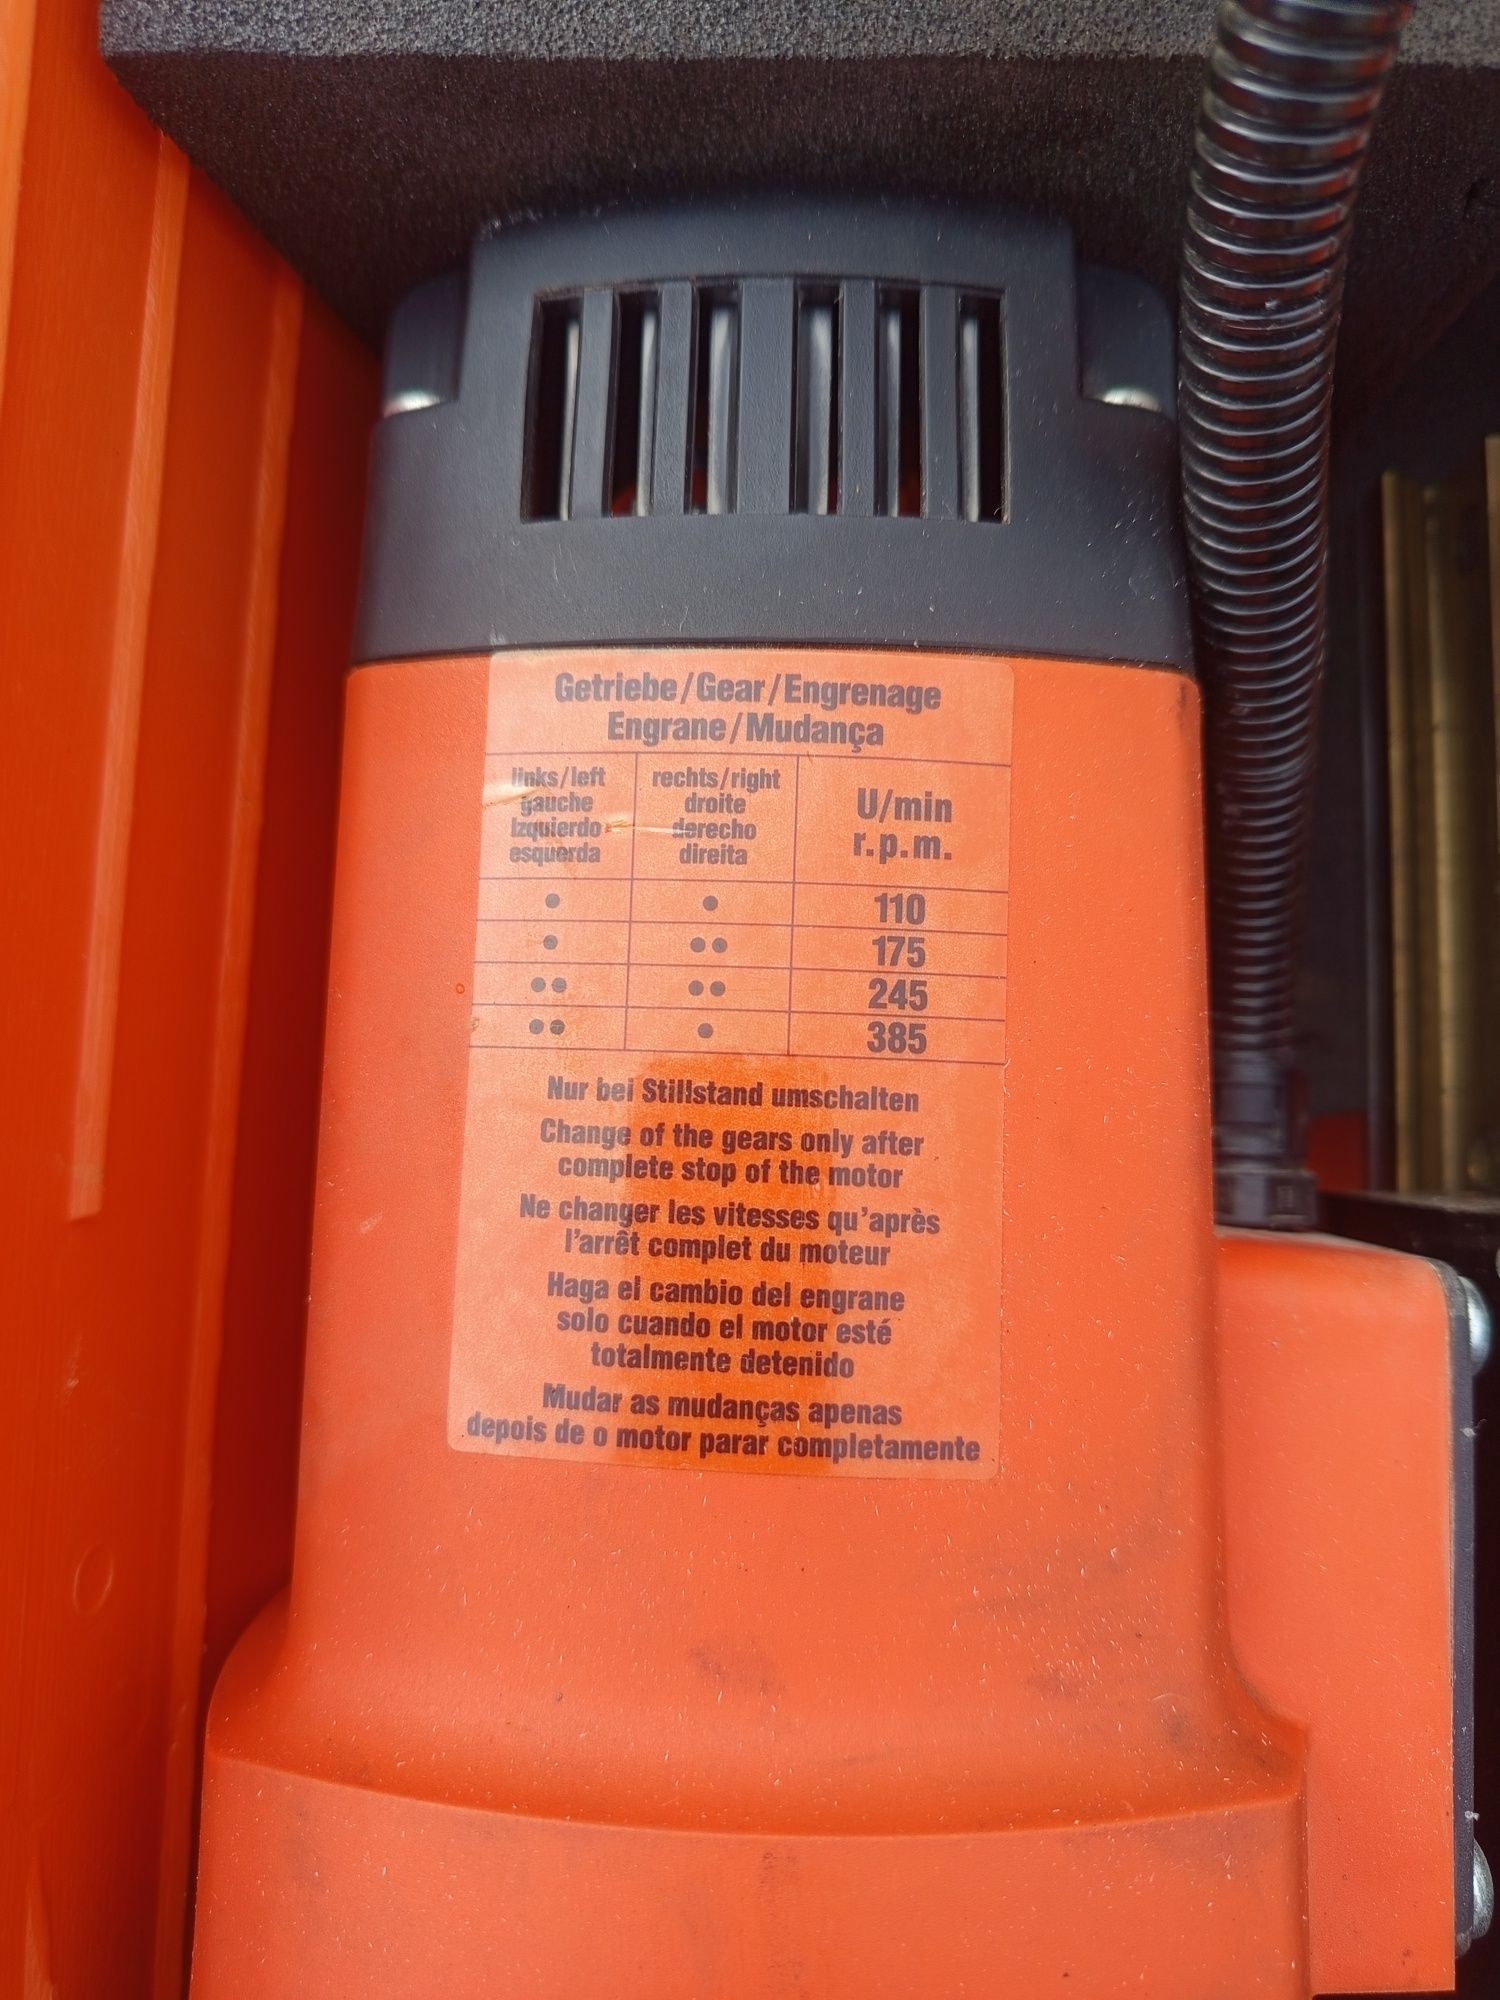 Getriebe/Gear/Engrenage
Engrane/Mudança
links/left
gauche
Izquierdo
esquerda
rechts/right
droite
derecho
direita
U/min
r.p.m.
● ● 110
● ●● 175
●● ●● 245
●● ● 385
Nur bei Stillstand umschalten
Change of the gears only after
complete stop of the motor
Ne changer les vitesses qu'après
l'arrêt complet du moteur
Haga el cambio del engrane
solo cuando el motor esté
totalmente detenido
Mudar as mudanças apenas
depois de o motor parar completamente